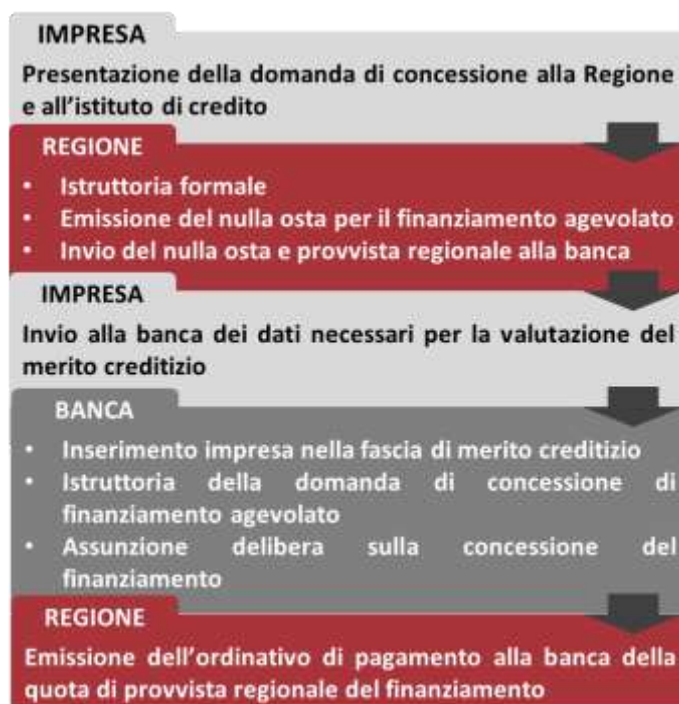 IMPRESA
Presentazione della domanda di concessione alla Regione
e all'istituto di credito
REGIONE
• Istruttoria formale
• Emissione del nulla osta per il finanziamento agevolato
• Invio del nulla osta e provvista regionale alla banca
IMPRESA
Invio alla banca dei dati necessari per la valutazione del
merito creditizio
BANCA
• Inserimento impresa nella fascia di merito creditizio
• Istruttoria della domanda di concessione di
finanziamento agevolato
• Assunzione delibera sulla concessione del
finanziamento
REGIONE
Emissione dell'ordinativo di pagamento alla banca della
quota di provvista regionale del finanziamento